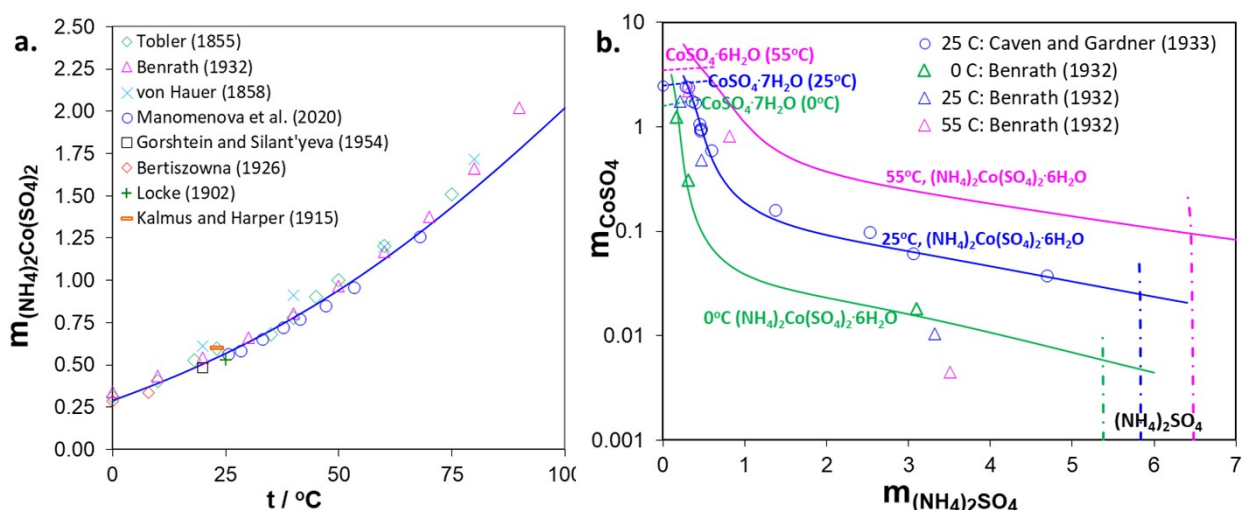 a.
m(NH4)2Co(SO4)2
2.50
2.25
2.00
1.75
1.50
1.25
1.00
0.75
0.50
0.25
0.00
Tobler (1855)
Benrath (1932)
von Hauer (1858)
Manomenova et al. (2020)
Gorshtein and Silant'yeva (1954)
Bertiszowna (1926)
Locke (1902)
Kalmus and Harper (1915)
0 25 50 75 100
t / ºC
b.
mCoSO4
10
1
0.1
0.01
0.001
CoSO4·6H2O (55ºC)
CoSO4·7H2O (25ºC)
CoSO4·7H2O (0ºC)
25 C: Caven and Gardner (1933)
0 C: Benrath (1932)
25 C: Benrath (1932)
55 C: Benrath (1932)
55ºC, (NH4)2Co(SO4)2·6H2O
25ºC, (NH4)2Co(SO4)2·6H2O
0ºC (NH4)2Co(SO4)2·6H2O
(NH4)2SO4
0 1 2 3 4 5 6 7
m(NH4)2SO4